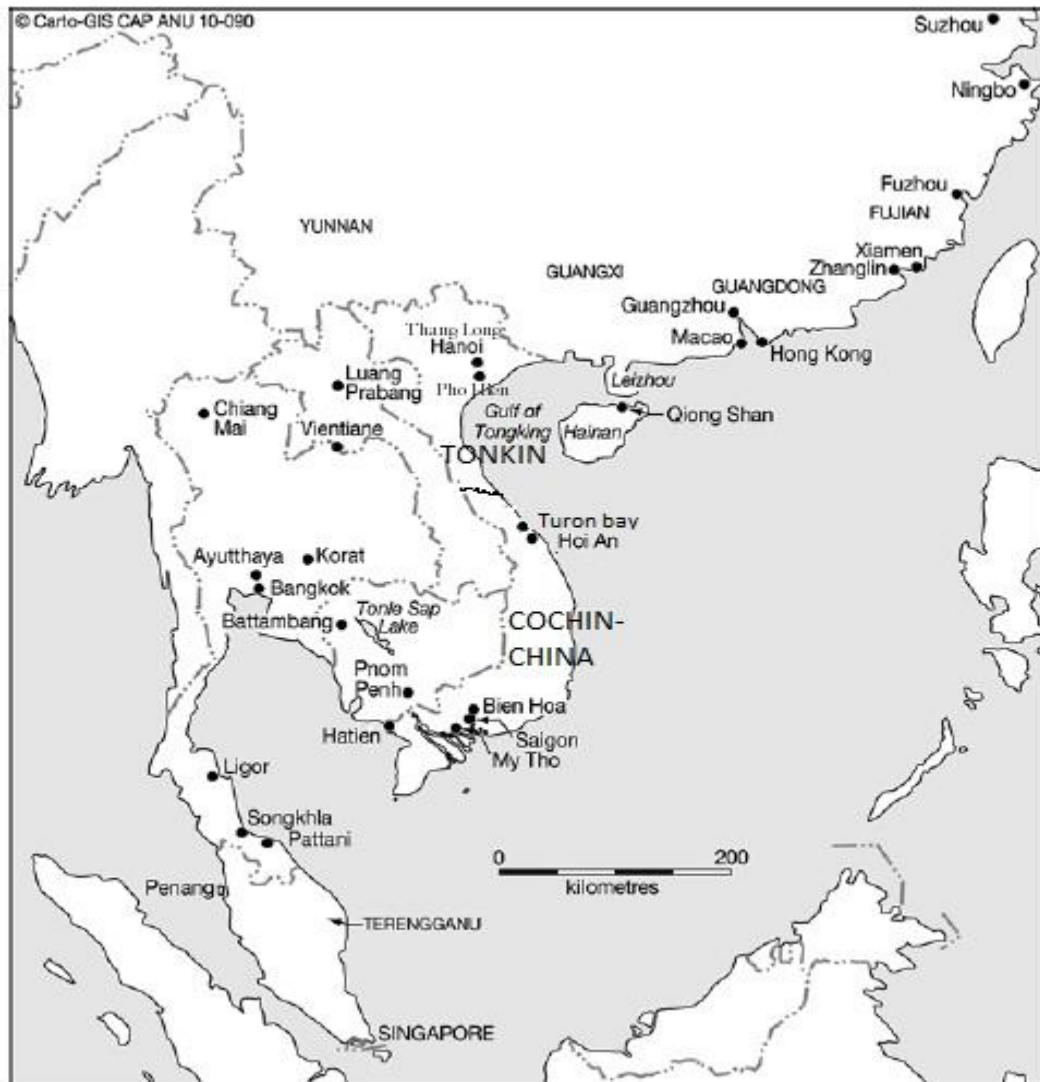 © Carto-GIS CAP ANU 10-090
Suzhou
Ningbo
Fuzhou
FUJIAN
YUNNAN
Xiamen
Zhanglin
GUANGXI
GUANGDONG
Guangzhou
Macao
Hong Kong
Thang Long
Hanoi
Pho Hien
Luang
Prabang
Leizhou
Chiang
Mai
Gulf of
Tongking
Hainan
Qiong Shan
Vientiane
TONKIN
Turon bay
Hoi An
Ayutthaya
Korat
Bangkok
Battambang
Tonle Sap
Lake
COCHIN-
CHINA
Pnom
Penh
Bien Hoa
Hatien
Saigon
My Tho
Ligor
Songkhla
Pattani
0 200
kilometres
Penang
TERENGGANU
SINGAPORE